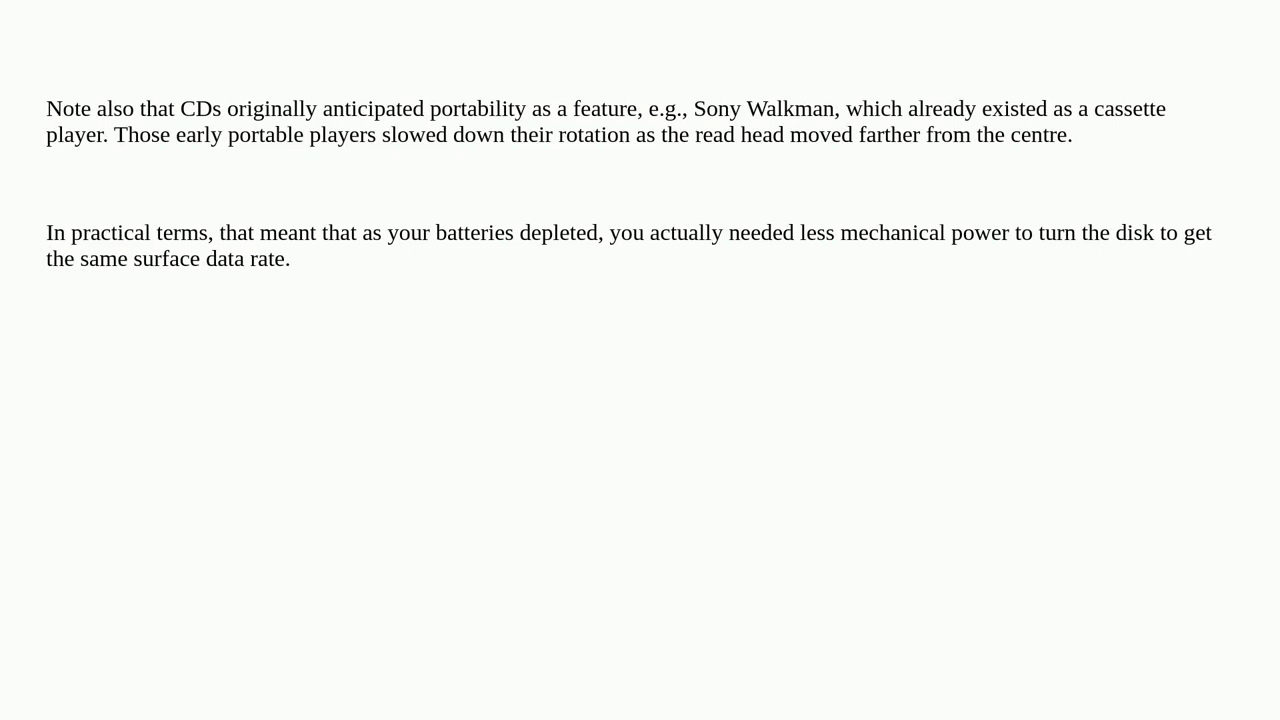 Note also that CDs originally anticipated portability as a feature, e.g., Sony Walkman, which already existed as a cassette
player. Those early portable players slowed down their rotation as the read head moved farther from the centre.
In practical terms, that meant that as your batteries depleted, you actually needed less mechanical power to turn the disk to get
the same surface data rate.